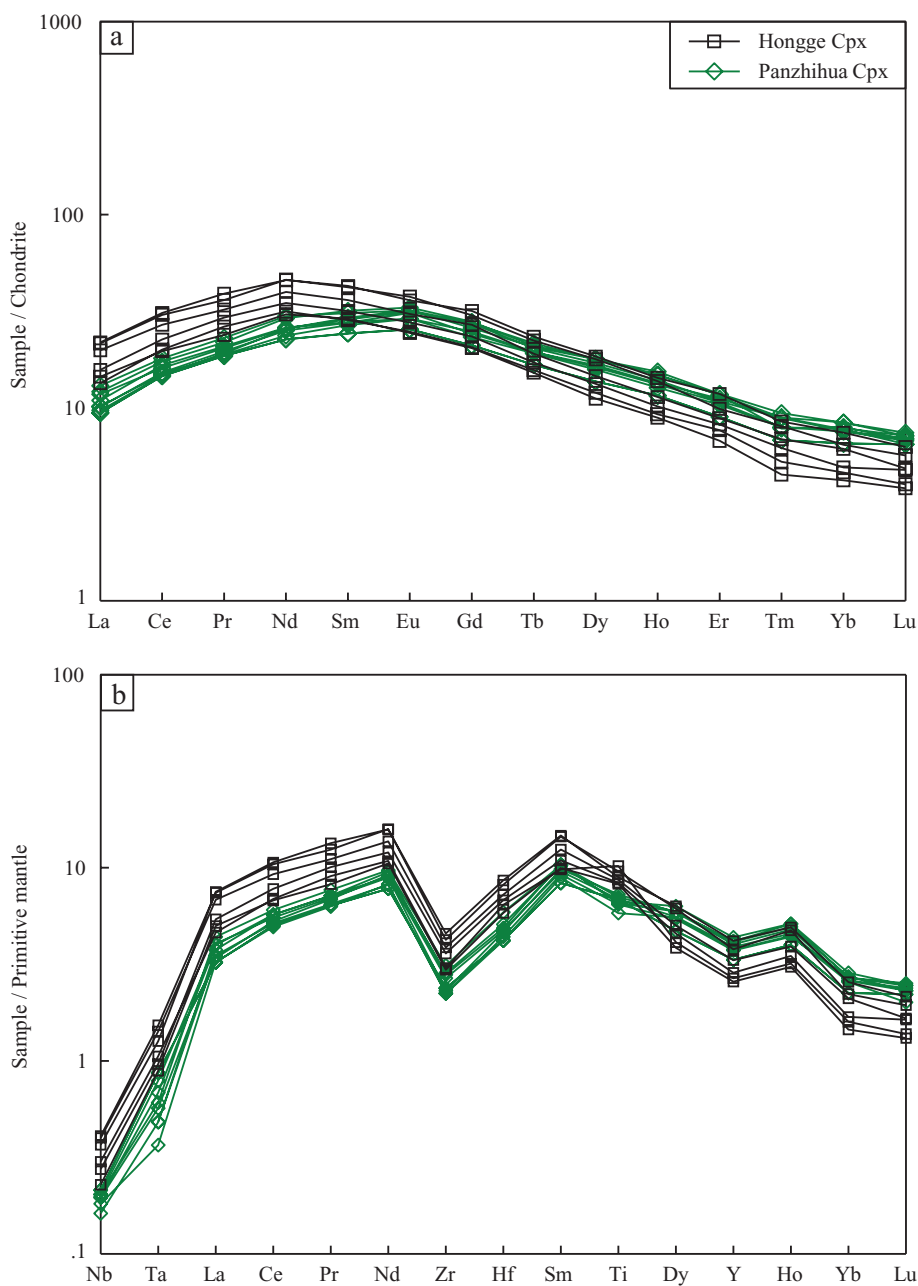 1000
a
Hongge Cpx
Panzhihua Cpx
100
Sample / Chondrite
10
1
La Ce Pr Nd Sm Eu Gd Tb Dy Ho Er Tm Yb Lu
100
b
10
Sample / Primitive mantle
1
.1
Nb Ta La Ce Pr Nd Zr Hf Sm Ti Dy Y Ho Yb Lu